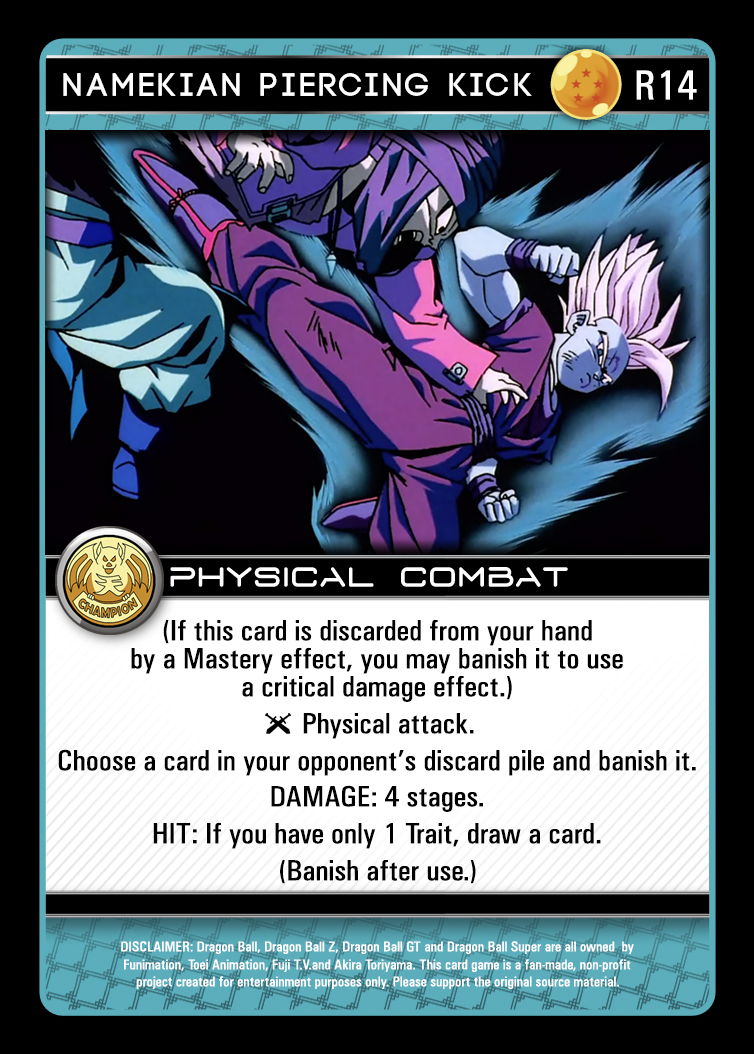 NAMEKIAN PIERCING KICK R14
CHAMPION
PHYSICAL COMBAT
(If this card is discarded from your hand
by a Mastery effect, you may banish it to use
a critical damage effect.)
Physical attack.
Choose a card in your opponent's discard pile and banish it.
DAMAGE: 4 stages.
HIT: If you have only 1 Trait, draw a card.
(Banish after use.)
DISCLAIMER: Dragon Ball, Dragon Ball Z, Dragon Ball GT and Dragon Ball Super are all owned by
Funimation, Toei Animation, Fuji T.V.and Akira Toriyama. This card game is a fan-made, non-profit
project created for entertainment purposes only. Please support the original source material.